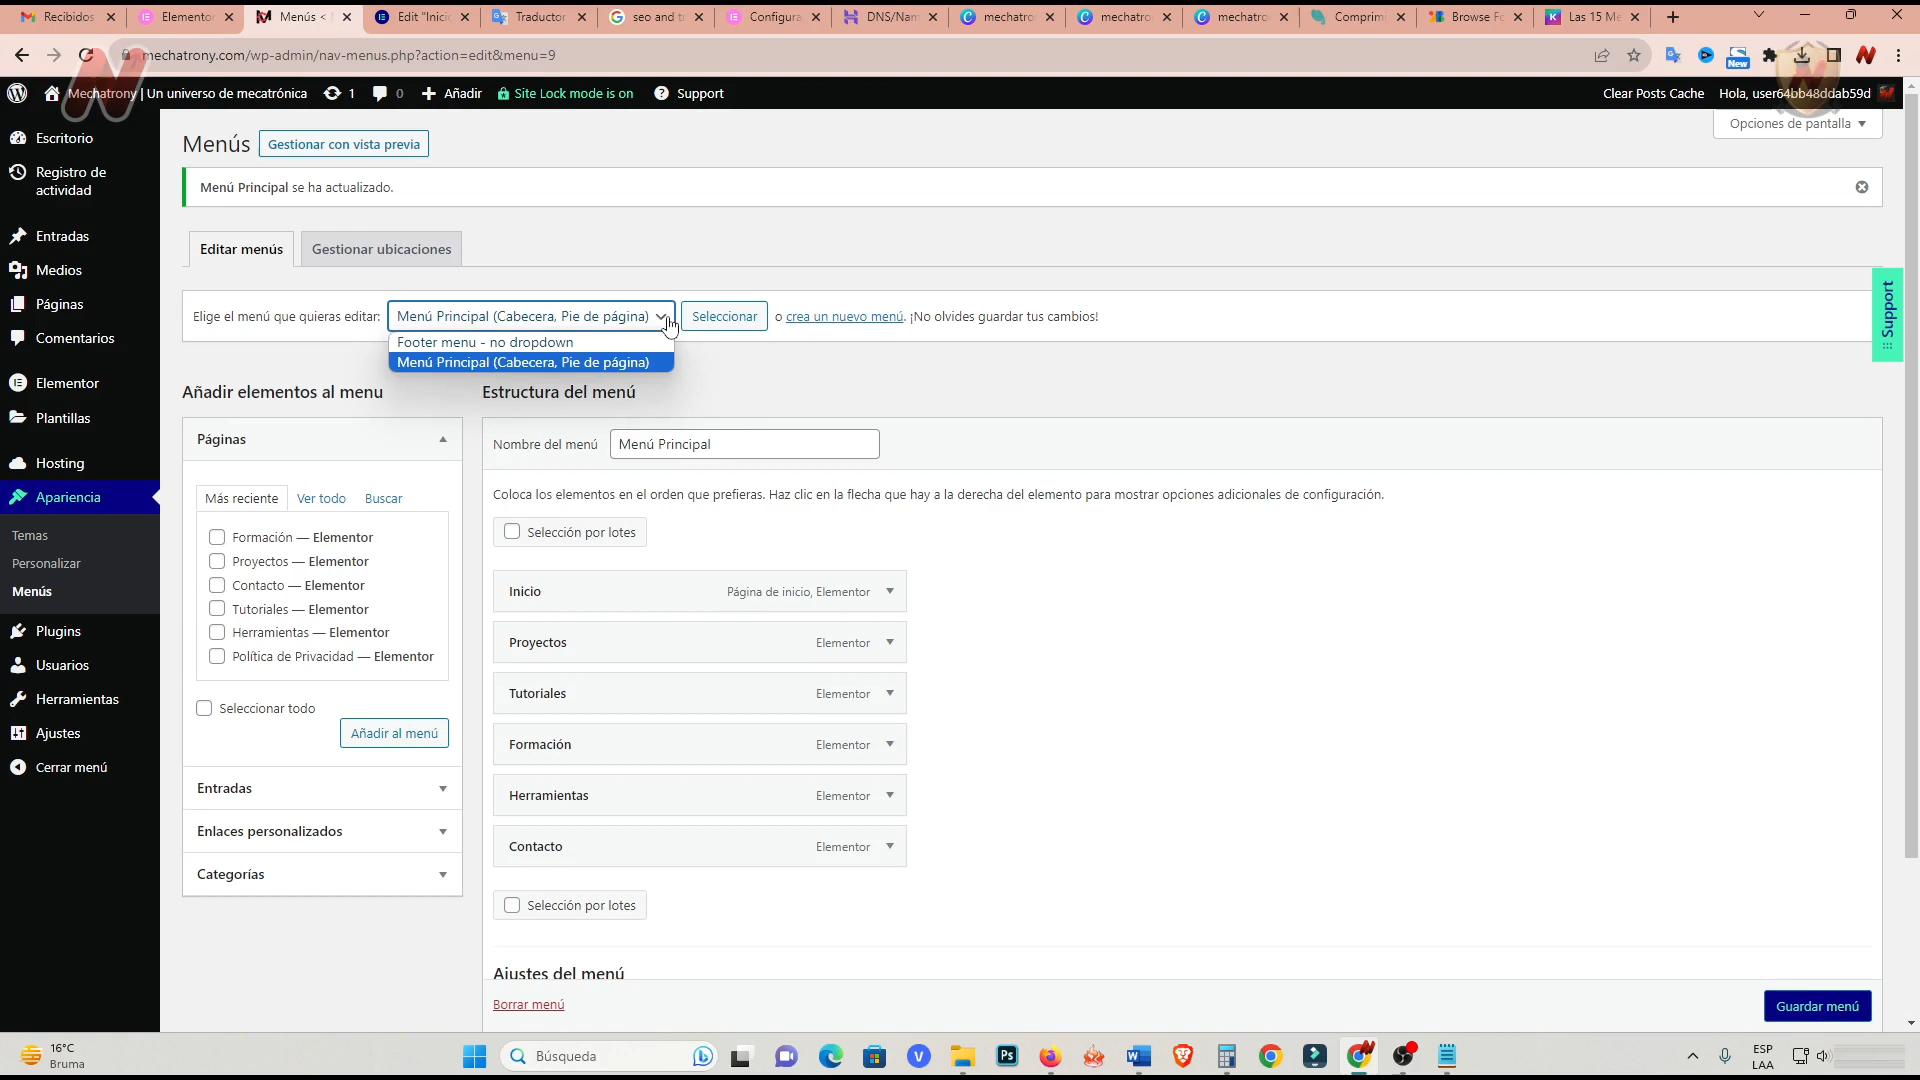 Recibidos
Elementor
Menús <
Edit "Inici
Traductor
seo and tr
Configura
DNS/Nam
mechatro
mechatro
mechatro
Comprimi
Browse Fo
Las 15 Me
mechatrony.com/wp-admin/nav-menus.php?action=edit&menu=9
New
Mechatrony | Un universo de mecatrónica
1
0
Añadir
Site Lock mode is on
Support
Clear Posts Cache
Hola, user64bb48ddab59d
Opciones de pantalla
Escritorio
Registro de
actividad
Entradas
Medios
Páginas
Comentarios
Elementor
Plantillas
Hosting
Apariencia
Temas
Personalizar
Menús
Plugins
Usuarios
Herramientas
Ajustes
Cerrar menú
Menús
Gestionar con vista previa
Menú Principal se ha actualizado.
Editar menús
Gestionar ubicaciones
Elige el menú que quieras editar:
Menú Principal (Cabecera, Pie de página)
Seleccionar
o crea un nuevo menú. ¡No olvides guardar tus cambios!
Footer menu - no dropdown
Menú Principal (Cabecera, Pie de página)
Support
Añadir elementos al menu
Páginas
Más reciente
Ver todo
Buscar
Formación — Elementor
Proyectos — Elementor
Contacto — Elementor
Tutoriales — Elementor
Herramientas — Elementor
Política de Privacidad — Elementor
Seleccionar todo
Añadir al menú
Entradas
Enlaces personalizados
Categorías
Estructura del menú
Nombre del menú
Menú Principal
Coloca los elementos en el orden que prefieras. Haz clic en la flecha que hay a la derecha del elemento para mostrar opciones adicionales de configuración.
Selección por lotes
Inicio
Página de inicio, Elementor
Proyectos
Elementor
Tutoriales
Elementor
Formación
Elementor
Herramientas
Elementor
Contacto
Elementor
Selección por lotes
Ajustes del menú
Borrar menú
Guardar menú
16°C
Bruma
Búsqueda
ESP
LAA